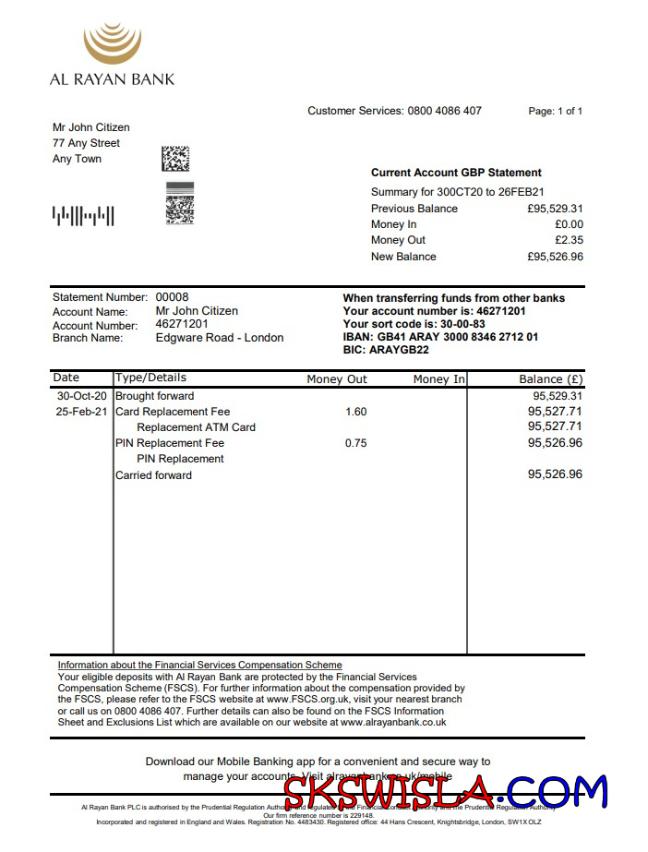 AL RAYAN BANK
Customer Services: 0800 4086 407
Page: 1 of 1
Mr John Citizen
77 Any Street
Any Town
Current Account GBP Statement
Summary for 300CT20 to 26FEB21
Previous Balance £95,529.31
Money In £0.00
Money Out £2.35
New Balance £95,526.96
Statement Number: 00008
Account Name: Mr John Citizen
Account Number: 46271201
Branch Name: Edgware Road - London
When transferring funds from other banks
Your account number is: 46271201
Your sort code is: 30-00-83
IBAN: GB41 ARAY 3000 8346 2712 01
BIC: ARAYGB22
Date Type/Details Money Out Money In Balance (£)
30-Oct-20 Brought forward 95,529.31
25-Feb-21 Card Replacement Fee 1.60 95,527.71
Replacement ATM Card 95,527.71
PIN Replacement Fee 0.75 95,526.96
PIN Replacement
Carried forward 95,526.96
Information about the Financial Services Compensation Scheme
Your eligible deposits with Al Rayan Bank are protected by the Financial Services
Compensation Scheme (FSCS). For further information about the compensation provided by
the FSCS, please refer to the FSCS website at www.FSCS.org.uk, visit your nearest branch
or call us on 0800 4086 407. Further details can also be found on the FSCS Information
Sheet and Exclusions List which are available on our website at www.alrayanbank.co.uk
Download our Mobile Banking app for a convenient and secure way to
manage your accounts. Visit alrayanbank.co.uk/mobile
SKSWISLA.COM
Al Rayan Bank PLC is authorised by the Prudential Regulation Authority and regulated by the Financial Conduct Authority and the Prudential Regulation Authority
Our firm reference number is 229148.
Incorporated and registered in England and Wales. Registration No. 4483430. Registered office: 44 Hans Crescent, Knightsbridge, London, SW1X OLZ